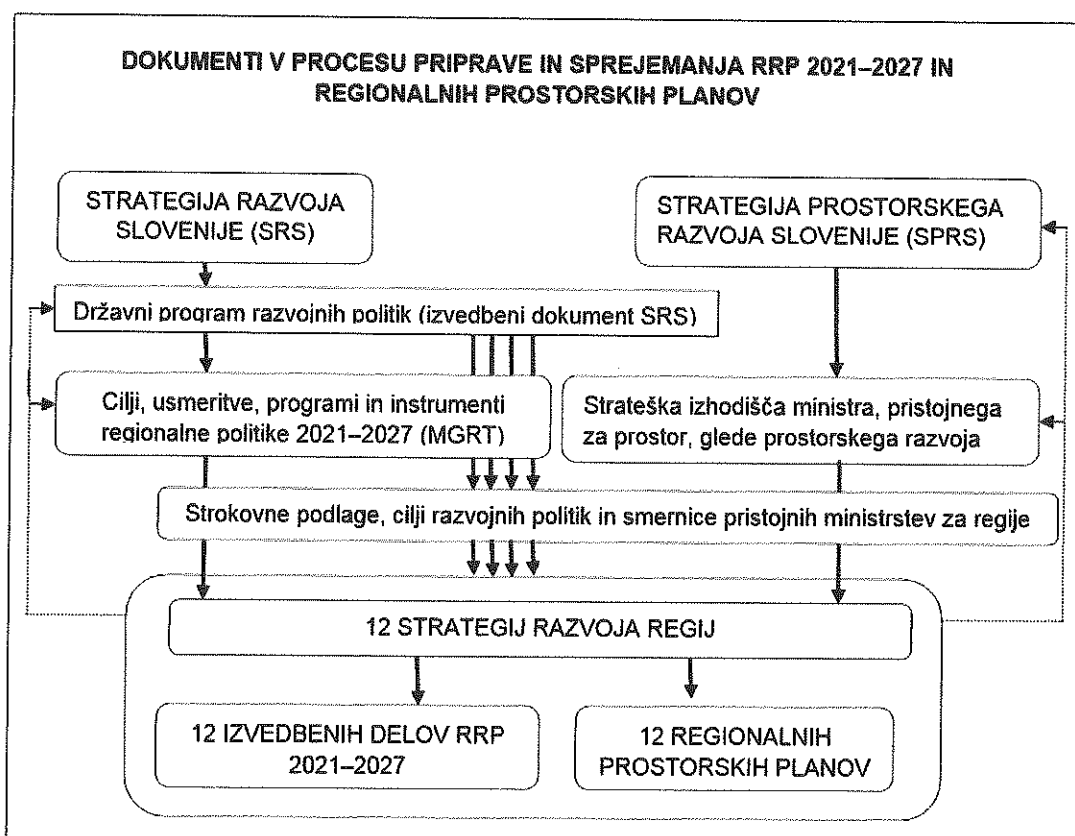 DOKUMENTI V PROCESU PRIPRAVE IN SPREJEMANJA RRP 2021–2027 IN
REGIONALNIH PROSTORSKIH PLANOV
STRATEGIJA RAZVOJA
SLOVENIJE (SRS)
STRATEGIJA PROSTORSKEGA
RAZVOJA SLOVENIJE (SPRS)
Državni program razvojnih politik (izvedbeni dokument SRS)
Cilji, usmeritve, programi in instrumenti
regionalne politike 2021–2027 (MGRT)
Strateška izhodišča ministra, pristojnega
za prostor, glede prostorskega razvoja
Strokovne podlage, cilji razvojnih politik in smernice pristojnih ministrstev za regije
12 STRATEGIJ RAZVOJA REGIJ
12 IZVEDBENIH DELOV RRP
2021–2027
12 REGIONALNIH
PROSTORSKIH PLANOV